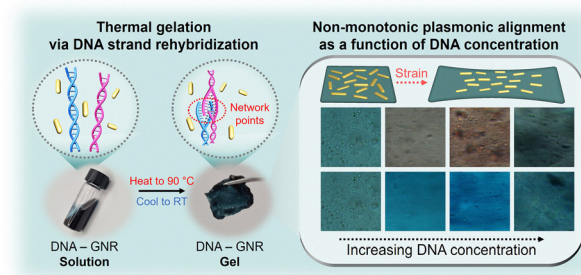 Thermal gelation
via DNA strand rehybridization
Network
points
Heat to 90 °C
Cool to RT
DNA – GNR
Solution
DNA – GNR
Gel
Non-monotonic plasmonic alignment
as a function of DNA concentration
Strain
Increasing DNA concentration